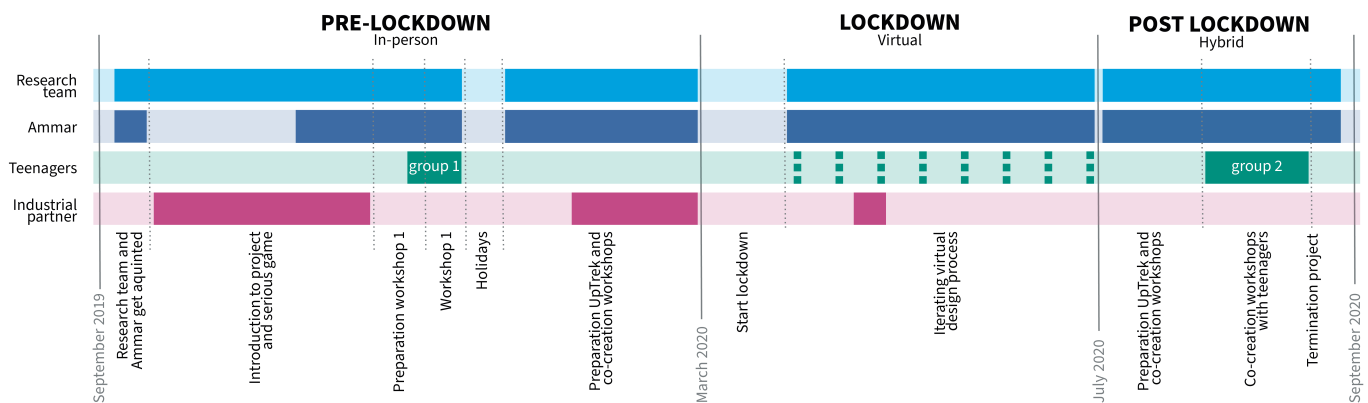 PRE-LOCKDOWN
In-person
LOCKDOWN
Virtual
POST LOCKDOWN
Hybrid
Research
team
Ammar
Teenagers
group 1
group 2
Industrial
partner
September 2019
Research team and
Ammar get aquinted
Introduction to project
and serious game
Preparation workshop 1
Workshop 1
Holidays
Preparation UpTrek and
co-creation workshops
March 2020
Start lockdown
Iterating virtual
design process
July 2020
Preparation UpTrek and
co-creation workshops
Co-creation workshops
with teenagers
Termination project
September 2020